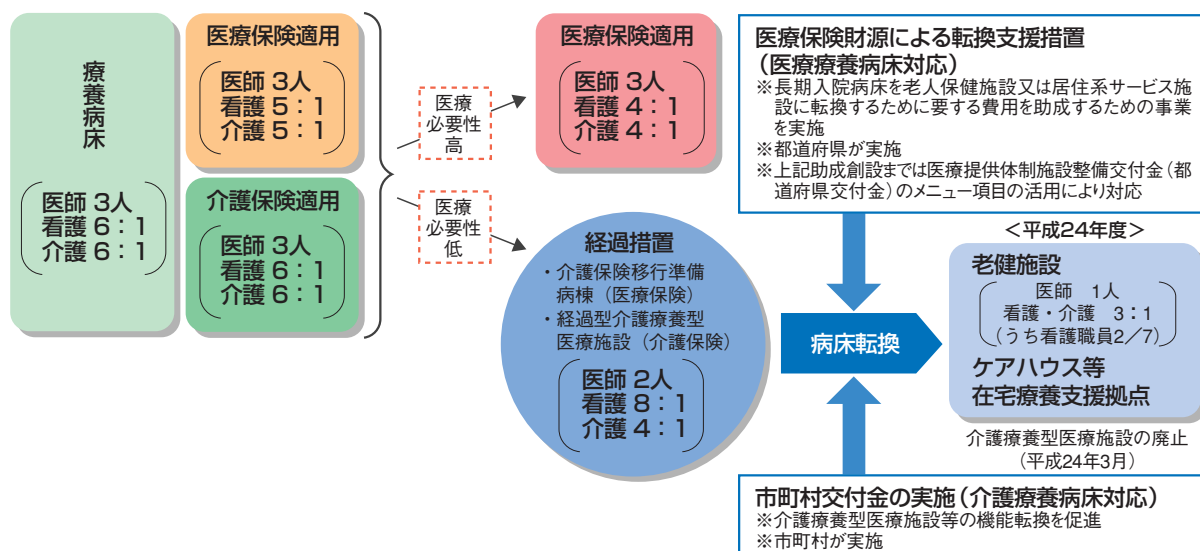 療養病床
医師 3人
看護 6：1
介護 6：1
医療保険適用
医師 3人
看護 5：1
介護 5：1
介護保険適用
医師 3人
看護 6：1
介護 6：1
医療
必要性
高
医療
必要性
低
医療保険適用
医師 3人
看護 4：1
介護 4：1
経過措置
・介護保険移行準備
病棟（医療保険）
・経過型介護療養型
医療施設（介護保険）
医師 2人
看護 8：1
介護 4：1
医療保険財源による転換支援措置
（医療療養病床対応）
※長期入院病床を老人保健施設又は居住系サービス施
設に転換するために要する費用を助成するための事業
を実施
※都道府県が実施
※上記助成創設までは医療提供体制施設整備交付金（都
道府県交付金）のメニュー項目の活用により対応
病床転換
＜平成24年度＞
老健施設
医師　1人
看護・介護　3：1
（うち看護職員2／7）
ケアハウス等
在宅療養支援拠点
介護療養型医療施設の廃止
（平成24年3月）
市町村交付金の実施（介護療養病床対応）
※介護療養型医療施設等の機能転換を促進
※市町村が実施